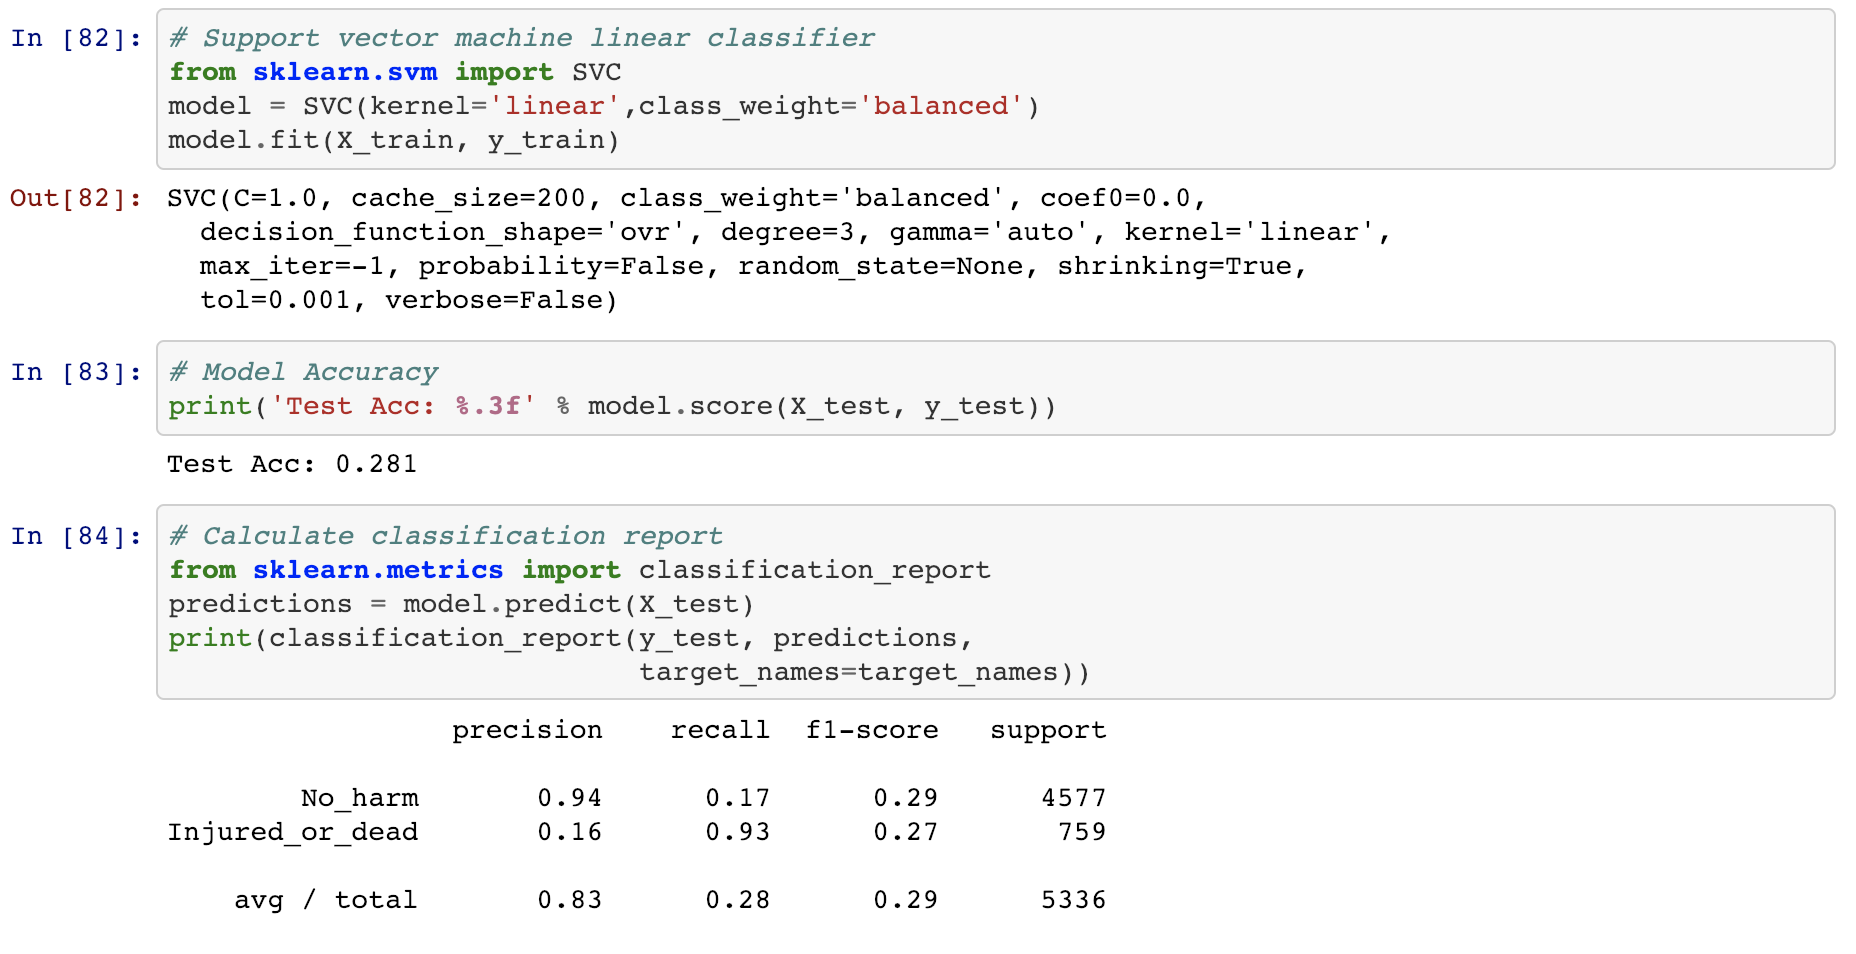 In [82]: # Support vector machine linear classifier
from sklearn.svm import SVC
model = SVC(kernel='linear',class_weight='balanced')
model.fit(X_train, y_train)
Out[82]: SVC(C=1.0, cache_size=200, class_weight='balanced', coef0=0.0,
  decision_function_shape='ovr', degree=3, gamma='auto', kernel='linear',
  max_iter=-1, probability=False, random_state=None, shrinking=True,
  tol=0.001, verbose=False)
In [83]: # Model Accuracy
print('Test Acc: %.3f' % model.score(X_test, y_test))
Test Acc: 0.281
In [84]: # Calculate classification report
from sklearn.metrics import classification_report
predictions = model.predict(X_test)
print(classification_report(y_test, predictions,
                            target_names=target_names))
                 precision    recall  f1-score   support
        No_harm       0.94      0.17      0.29      4577
Injured_or_dead       0.16      0.93      0.27       759
    avg / total       0.83      0.28      0.29      5336